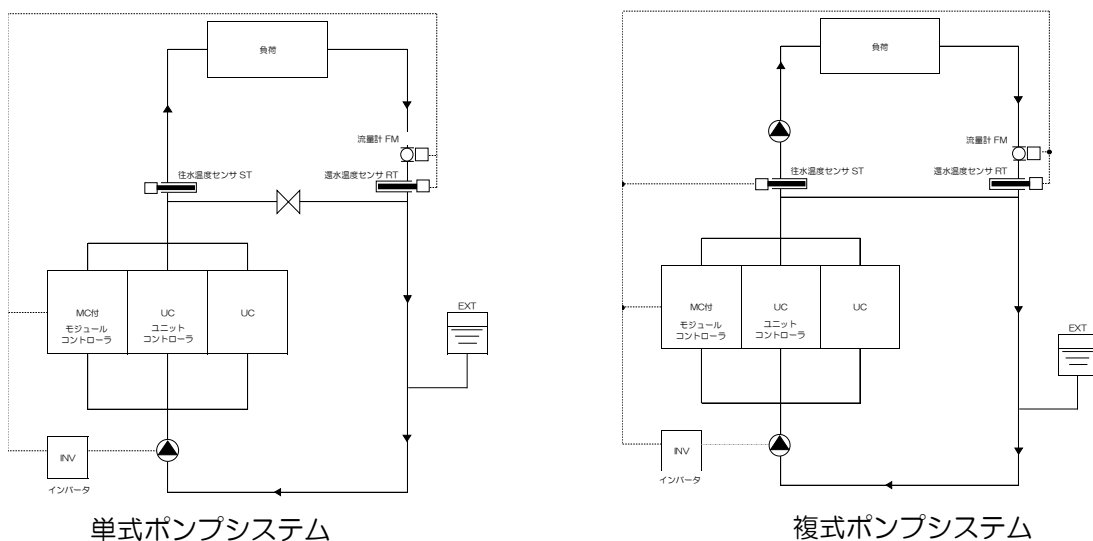 負荷
流量計 FM
往水温度センサ ST
還水温度センサ RT
MC付
モジュール
コントローラ
UC
ユニット
コントローラ
UC
EXT
INV
インバータ
単式ポンプシステム
負荷
流量計 FM
往水温度センサ ST
還水温度センサ RT
MC付
モジュール
コントローラ
UC
ユニット
コントローラ
UC
EXT
INV
インバータ
複式ポンプシステム